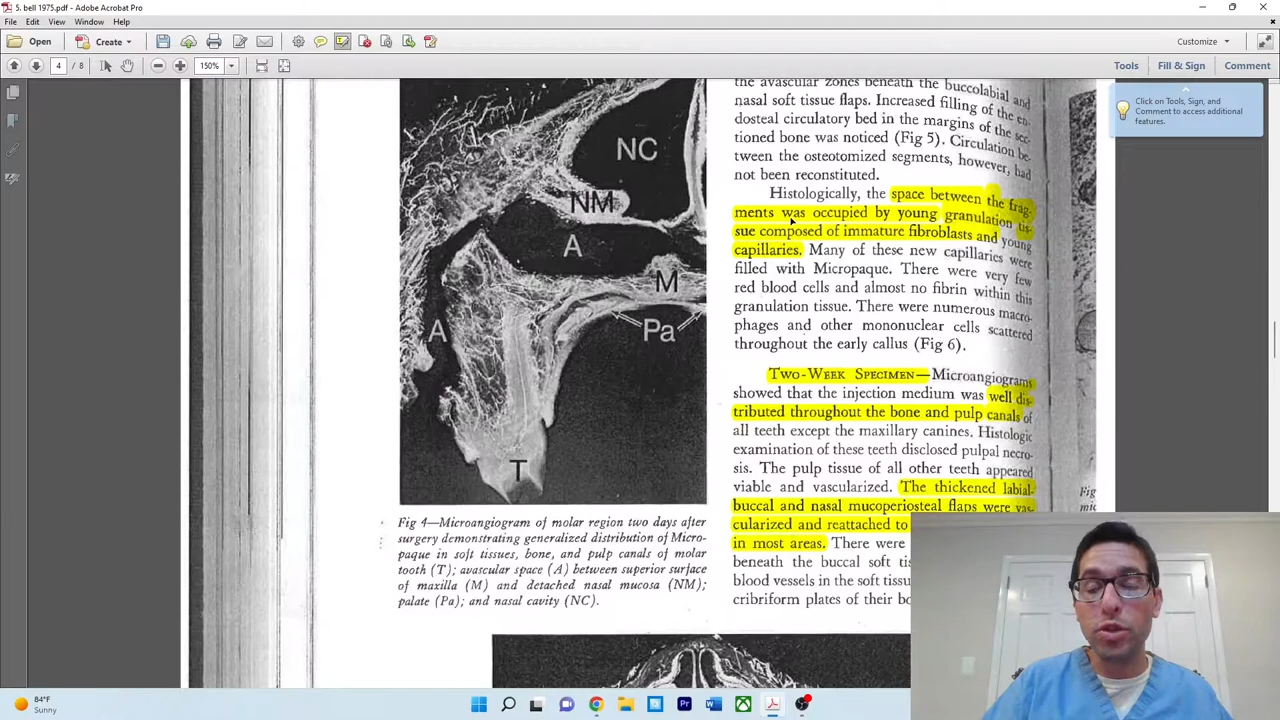 5. bell 1975.pdf - Adobe Acrobat Pro
File Edit View Window Help
Open Create Customize
4 / 8 150% Tools Fill & Sign Comment
Click on Tools, Sign, and
Comment to access additional
features.
NC
NM
A
M
A
Pa
T
Fig 4—Microangiogram of molar region two days after
surgery demonstrating generalized distribution of Micro-
paque in soft tissues, bone, and pulp canals of molar
tooth (T); avascular space (A) between superior surface
of maxilla (M) and detached nasal mucosa (NM);
palate (Pa); and nasal cavity (NC).
the avascular zones beneath the buccolabial and
nasal soft tissue flaps. Increased filling of the en-
dosteal circulatory bed in the margins of the sec-
tioned bone was noticed (Fig 5). Circulation be-
tween the osteotomized segments, however, had
not been reconstituted.
Histologically, the space between the frag-
ments was occupied by young granulation tis-
sue composed of immature fibroblasts and young
capillaries. Many of these new capillaries were
filled with Micropaque. There were very few
red blood cells and almost no fibrin within this
granulation tissue. There were numerous macro-
phages and other mononuclear cells scattered
throughout the early callus (Fig 6).
Two-Week Specimen—Microangiograms
showed that the injection medium was well dis-
tributed throughout the bone and pulp canals of
all teeth except the maxillary canines. Histologic
examination of these teeth disclosed pulpal necro-
sis. The pulp tissue of all other teeth appeared
viable and vascularized. The thickened labial-
buccal and nasal mucoperiosteal flaps were vas-
cularized and reattached to
in most areas. There were
beneath the buccal soft
blood vessels in the soft
cribriform plates of their
Fig
84°F
Sunny